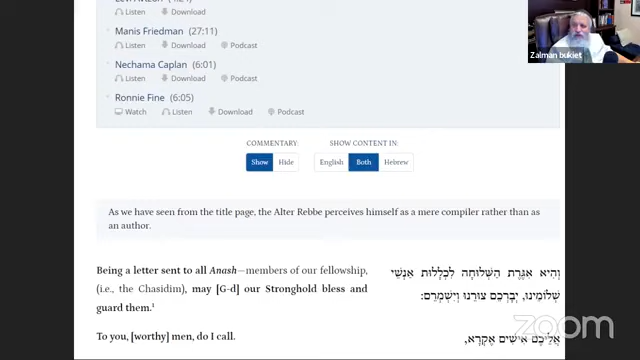 Listen Download
Manis Friedman (27:11)
Listen Download Podcast
Nechama Caplan (6:01)
Listen Download
Ronnie Fine (6:05)
Watch Listen Download Podcast
COMMENTARY: SHOW CONTENT IN:
Show Hide English Both Hebrew
As we have seen from the title page, the Alter Rebbe perceives himself as a mere compiler rather than as
an author.
Being a letter sent to all Anash—members of our fellowship,
(i.e., the Chasidim), may [G-d] our Stronghold bless and
guard them.¹
To you, [worthy] men, do I call.
וְהִיא אִגֶּרֶת הַשְּׁלוּחָה לִכְלָלוּת אַנְשֵׁי
שְׁלוֹמֵינוּ, יְבָרְכֵם צוּרֵנוּ וְיִשְׁמְרֵם:
אֲלֵיכֶם אִישִׁים אֶקְרָא,
Zalman bukiet
zoom